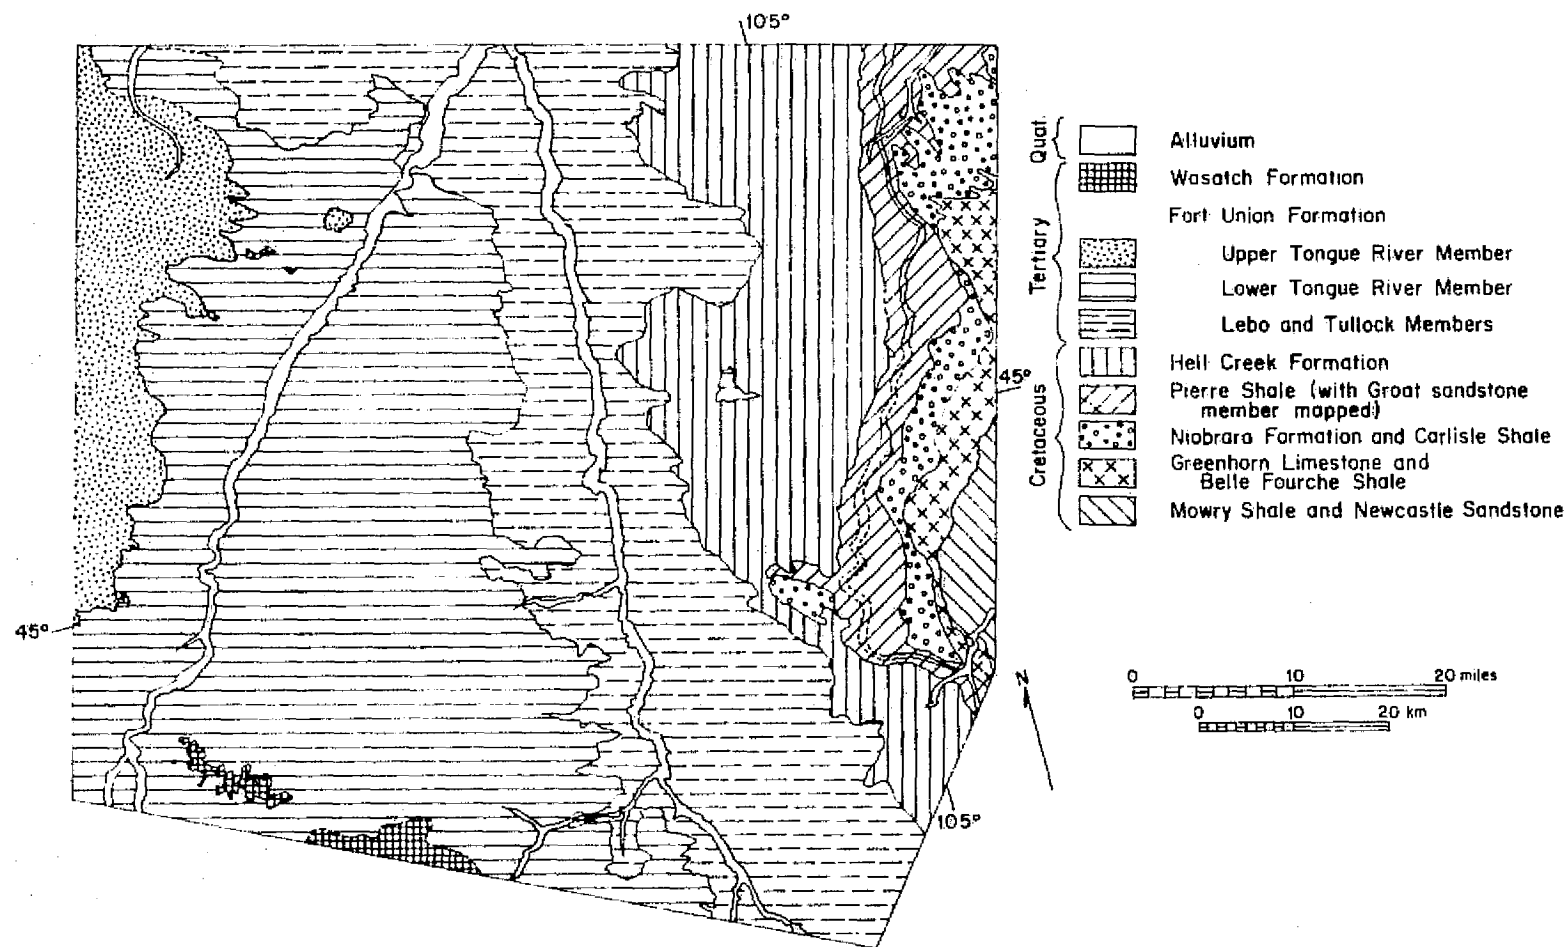 105°
Quat.
Alluvium
Wasatch Formation
Fort Union Formation
Tertiary
Upper Tongue River Member
Lower Tongue River Member
Lebo and Tullock Members
Hell Creek Formation
45°
Pierre Shale (with Groat sandstone
member mapped)
Cretaceous
Niobrara Formation and Carlisle Shale
Greenhorn Limestone and
Belle Fourche Shale
Mowry Shale and Newcastle Sandstone
45°
N
0 10 20 miles
0 10 20 km
105°